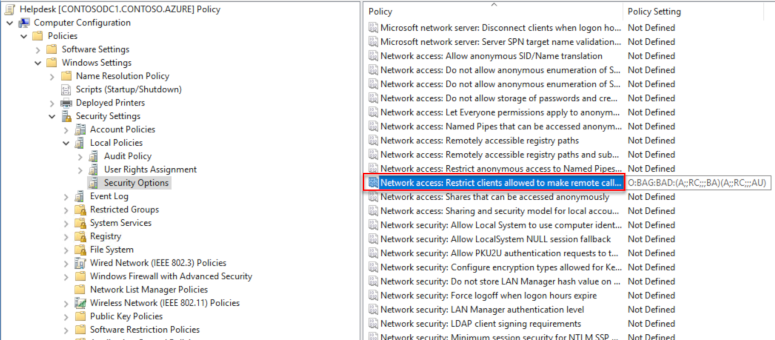 Helpdesk [CONTOSODC1.CONTOSO.AZURE] Policy
Computer Configuration
Policies
Software Settings
Windows Settings
Name Resolution Policy
Scripts (Startup/Shutdown)
Deployed Printers
Security Settings
Account Policies
Local Policies
Audit Policy
User Rights Assignment
Security Options
Event Log
Restricted Groups
System Services
Registry
File System
Wired Network (IEEE 802.3) Policies
Windows Firewall with Advanced Security
Network List Manager Policies
Wireless Network (IEEE 802.11) Policies
Public Key Policies
Software Restriction Policies
Policy Policy Setting
Microsoft network server: Disconnect clients when logon ho... Not Defined
Microsoft network server: Server SPN target name validation... Not Defined
Network access: Allow anonymous SID/Name translation Not Defined
Network access: Do not allow anonymous enumeration of S... Not Defined
Network access: Do not allow anonymous enumeration of S... Not Defined
Network access: Do not allow storage of passwords and cre... Not Defined
Network access: Let Everyone permissions apply to anonym... Not Defined
Network access: Named Pipes that can be accessed anonym... Not Defined
Network access: Remotely accessible registry paths Not Defined
Network access: Remotely accessible registry paths and sub... Not Defined
Network access: Restrict anonymous access to Named Pipes... Not Defined
Network access: Restrict clients allowed to make remote call... O:BAG:BAD:(A;;RC;;;BA)(A;;RC;;;AU)
Network access: Shares that can be accessed anonymously Not Defined
Network access: Sharing and security model for local accou... Not Defined
Network security: Allow Local System to use computer ident... Not Defined
Network security: Allow LocalSystem NULL session fallback Not Defined
Network security: Allow PKU2U authentication requests to t... Not Defined
Network security: Configure encryption types allowed for Ke... Not Defined
Network security: Do not store LAN Manager hash value on ... Not Defined
Network security: Force logoff when logon hours expire Not Defined
Network security: LAN Manager authentication level Not Defined
Network security: LDAP client signing requirements Not Defined
Network security: Minimum session security for NTLM SSP ... Not Defined